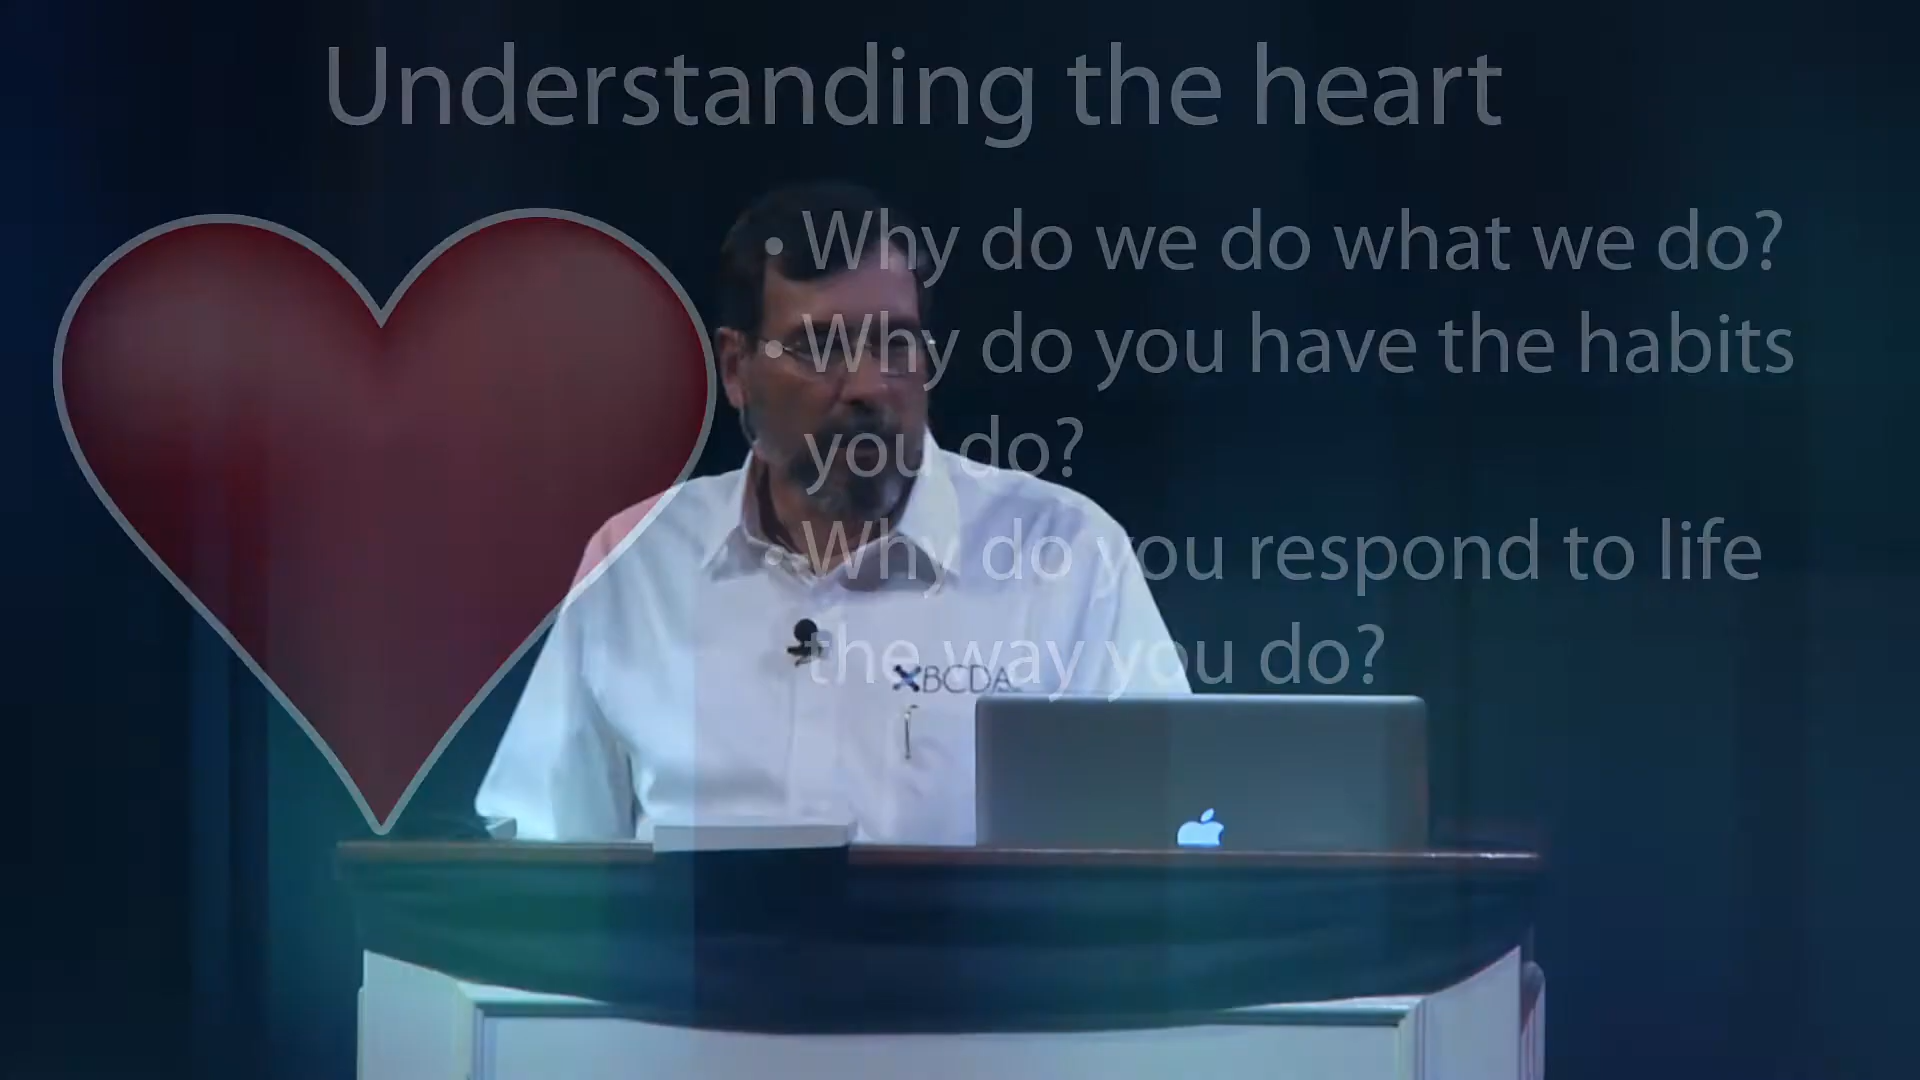 Understanding the heart
• Why do we do what we do?
• Why do you have the habits
you do?
• Why do you respond to life
the way you do?
BCDA